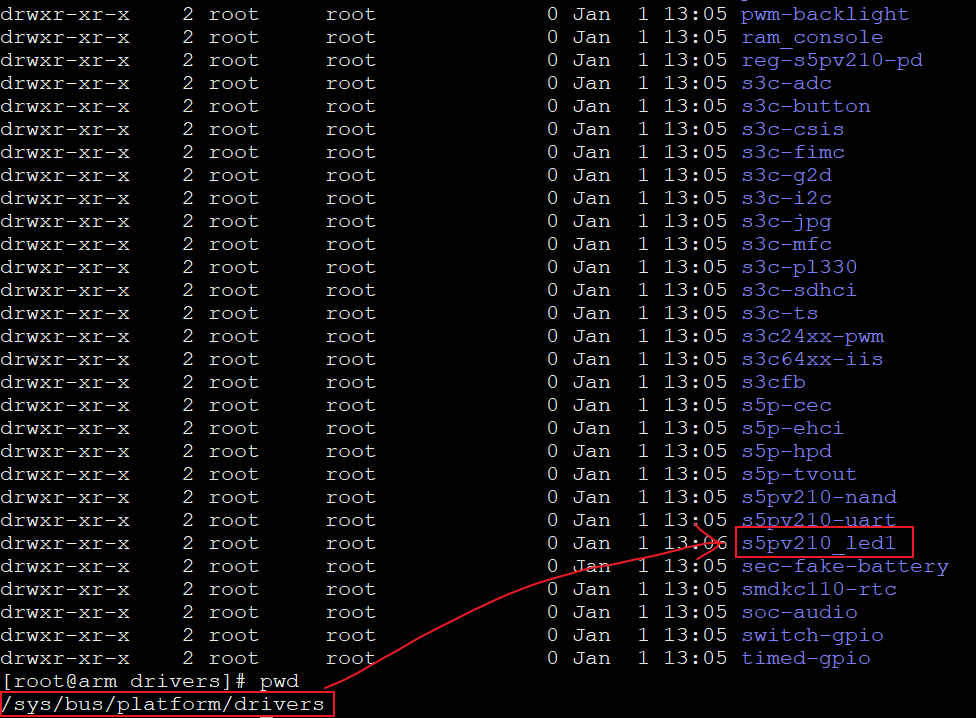 drwxr-xr-x    2 root     root             0 Jan  1 13:05 pwm-backlight
drwxr-xr-x    2 root     root             0 Jan  1 13:05 ram_console
drwxr-xr-x    2 root     root             0 Jan  1 13:05 reg-s5pv210-pd
drwxr-xr-x    2 root     root             0 Jan  1 13:05 s3c-adc
drwxr-xr-x    2 root     root             0 Jan  1 13:05 s3c-button
drwxr-xr-x    2 root     root             0 Jan  1 13:05 s3c-csis
drwxr-xr-x    2 root     root             0 Jan  1 13:05 s3c-fimc
drwxr-xr-x    2 root     root             0 Jan  1 13:05 s3c-g2d
drwxr-xr-x    2 root     root             0 Jan  1 13:05 s3c-i2c
drwxr-xr-x    2 root     root             0 Jan  1 13:05 s3c-jpg
drwxr-xr-x    2 root     root             0 Jan  1 13:05 s3c-mfc
drwxr-xr-x    2 root     root             0 Jan  1 13:05 s3c-pl330
drwxr-xr-x    2 root     root             0 Jan  1 13:05 s3c-sdhci
drwxr-xr-x    2 root     root             0 Jan  1 13:05 s3c-ts
drwxr-xr-x    2 root     root             0 Jan  1 13:05 s3c24xx-pwm
drwxr-xr-x    2 root     root             0 Jan  1 13:05 s3c64xx-iis
drwxr-xr-x    2 root     root             0 Jan  1 13:05 s3cfb
drwxr-xr-x    2 root     root             0 Jan  1 13:05 s5p-cec
drwxr-xr-x    2 root     root             0 Jan  1 13:05 s5p-ehci
drwxr-xr-x    2 root     root             0 Jan  1 13:05 s5p-hpd
drwxr-xr-x    2 root     root             0 Jan  1 13:05 s5p-tvout
drwxr-xr-x    2 root     root             0 Jan  1 13:05 s5pv210-nand
drwxr-xr-x    2 root     root             0 Jan  1 13:05 s5pv210-uart
drwxr-xr-x    2 root     root             0 Jan  1 13:06 s5pv210_led1
drwxr-xr-x    2 root     root             0 Jan  1 13:05 sec-fake-battery
drwxr-xr-x    2 root     root             0 Jan  1 13:05 smdkc110-rtc
drwxr-xr-x    2 root     root             0 Jan  1 13:05 soc-audio
drwxr-xr-x    2 root     root             0 Jan  1 13:05 switch-gpio
drwxr-xr-x    2 root     root             0 Jan  1 13:05 timed-gpio
[root@arm drivers]# pwd
/sys/bus/platform/drivers